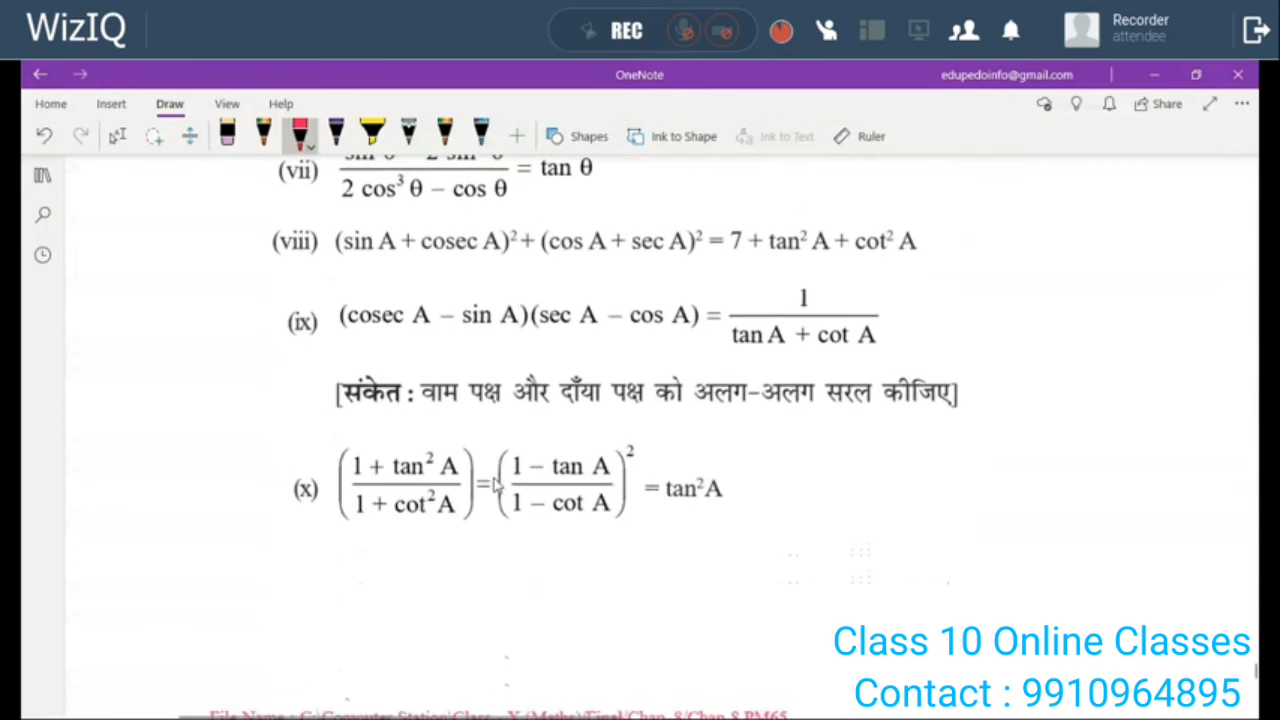 WizIQ
REC
Recorder
attendee
OneNote
edupedoinfo@gmail.com
Home Insert Draw View Help
Share
Shapes Ink to Shape Ink to Text Ruler
(vii) 2 cos³ θ – cos θ = tan θ
(viii) (sin A + cosec A)² + (cos A + sec A)² = 7 + tan² A + cot² A
(ix) (cosec A – sin A)(sec A – cos A) = 1 / tan A + cot A
[संकेत : वाम पक्ष और दाँया पक्ष को अलग-अलग सरल कीजिए]
(x) (1 + tan² A / 1 + cot² A) = (1 – tan A / 1 – cot A)² = tan² A
Class 10 Online Classes
Contact : 9910964895